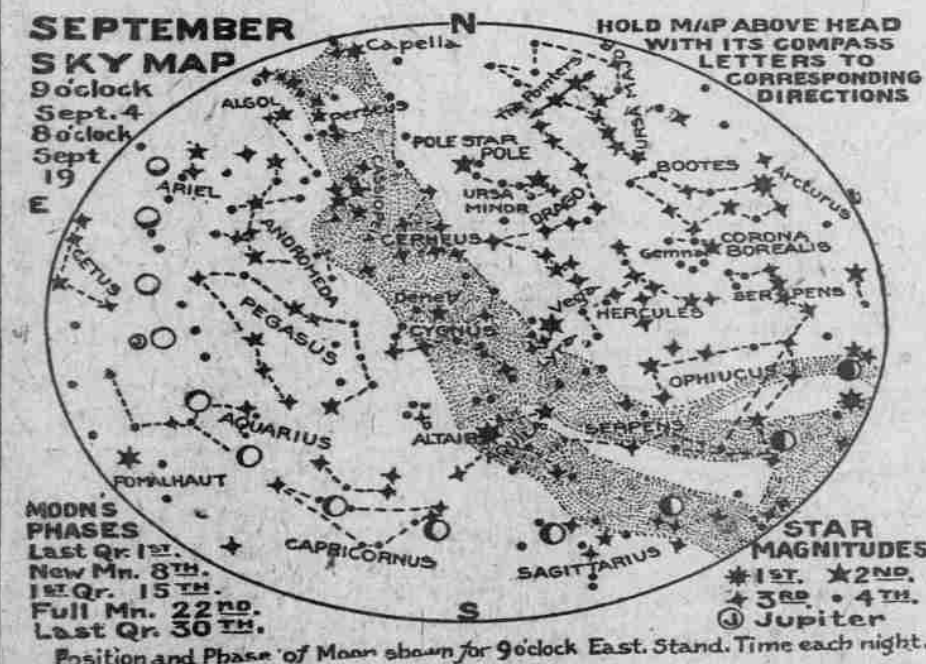 SEPTEMBER
SKY MAP
9 o'clock
Sept. 4
8 o'clock
Sept
19
HOLD MAP ABOVE HEAD
WITH ITS COMPASS
LETTERS TO
CORRESPONDING
DIRECTIONS
N
Capella
The Pointers
URSA MAJOR
ALGOL
perseus
POLE STAR
POLE
BOOTES
Arcturus
ARIEL
URSA
MINOR
DRAGO
E
CETUS
ANDROMEDA
CERHEUS
CORONA
BOREALIS
Gemna
Deneb
Vega
HERCULES
SERPENS
PEGASUS
CYGNUS
LYRA
OPHIUCUS
AQUARIUS
ALTAIR
SERPENS
FOMALHAUT
CAPRICORNUS
SAGITTARIUS
S
MOON'S
PHASES
Last Qr. 1ST.
New Mn. 8TH.
1ST Qr. 15TH.
Full Mn. 22ND.
Last Qr. 30TH.
STAR
MAGNITUDES
1ST. 2ND.
3RD. 4TH.
J Jupiter
Position and Phase of Moon shown for 9 o'clock East. Stand. Time each night.